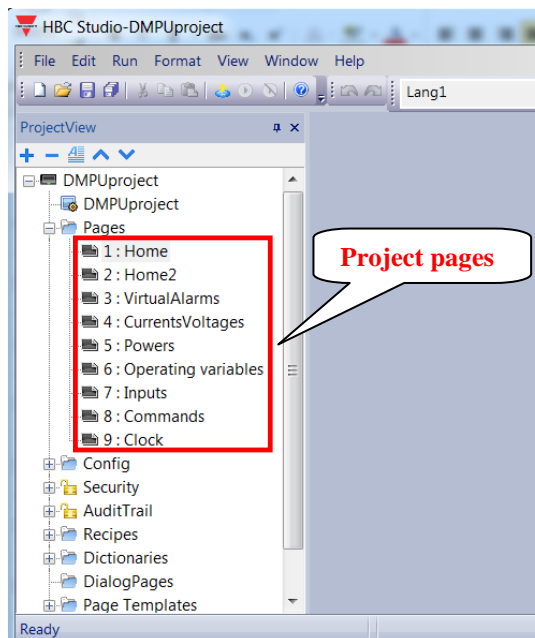 HBC Studio-DMPUproject
File Edit Run Format View Window Help
Lang1
ProjectView
DMPUproject
DMPUproject
Pages
1 : Home
2 : Home2
3 : VirtualAlarms
4 : CurrentsVoltages
5 : Powers
6 : Operating variables
7 : Inputs
8 : Commands
9 : Clock
Project pages
Config
Security
AuditTrail
Recipes
Dictionaries
DialogPages
Page Templates
Ready